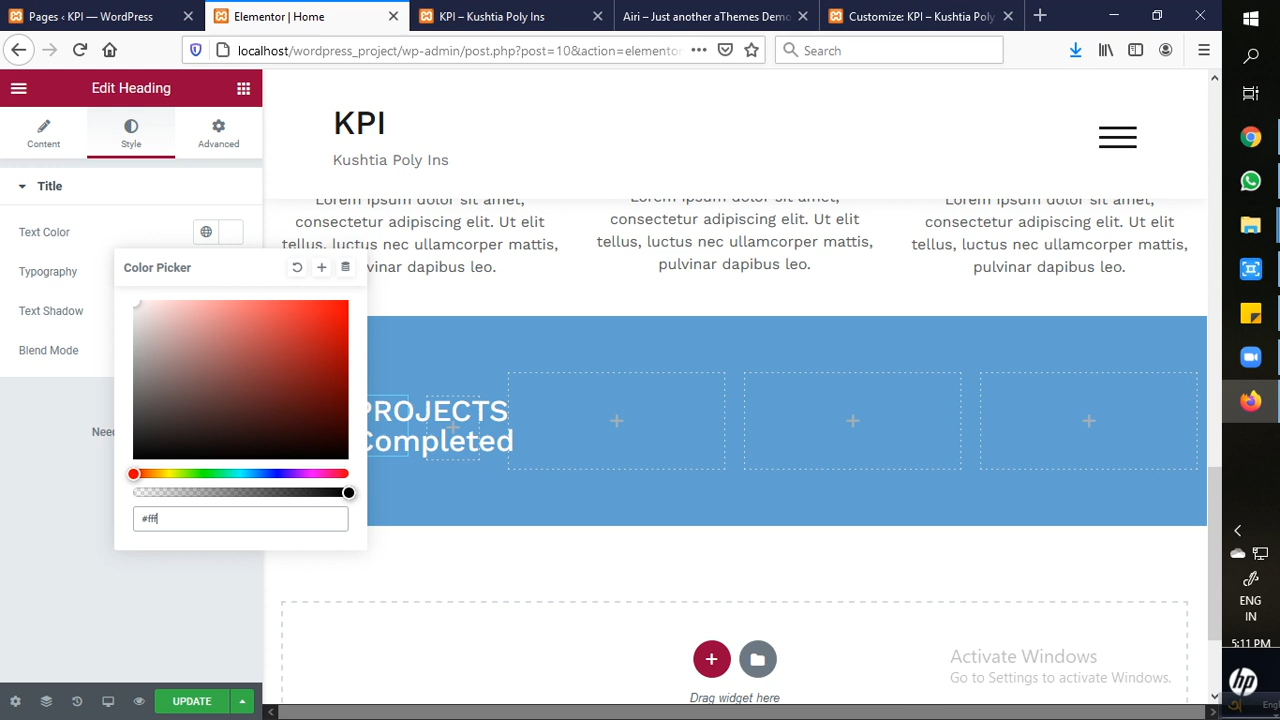 Pages ‹ KPI — WordPress
Elementor | Home
KPI – Kushtia Poly Ins
Airi – Just another aThemes Demo
Customize: KPI – Kushtia Poly
localhost/wordpress_project/wp-admin/post.php?post=10&action=elementor
Search
Edit Heading
Content
Style
Advanced
Title
Text Color
Typography
Text Shadow
Blend Mode
Color Picker
#fff
Need
UPDATE
KPI
Kushtia Poly Ins
Lorem ipsum dolor sit amet,
consectetur adipiscing elit. Ut elit
tellus, luctus nec ullamcorper mattis,
pulvinar dapibus leo.
Lorem ipsum dolor sit amet,
consectetur adipiscing elit. Ut elit
tellus, luctus nec ullamcorper mattis,
pulvinar dapibus leo.
Lorem ipsum dolor sit amet,
consectetur adipiscing elit. Ut elit
tellus, luctus nec ullamcorper mattis,
pulvinar dapibus leo.
PROJECTS
Completed
Drag widget here
Activate Windows
Go to Settings to activate Windows.
ENG
IN
5:11 PM
hp
Eng